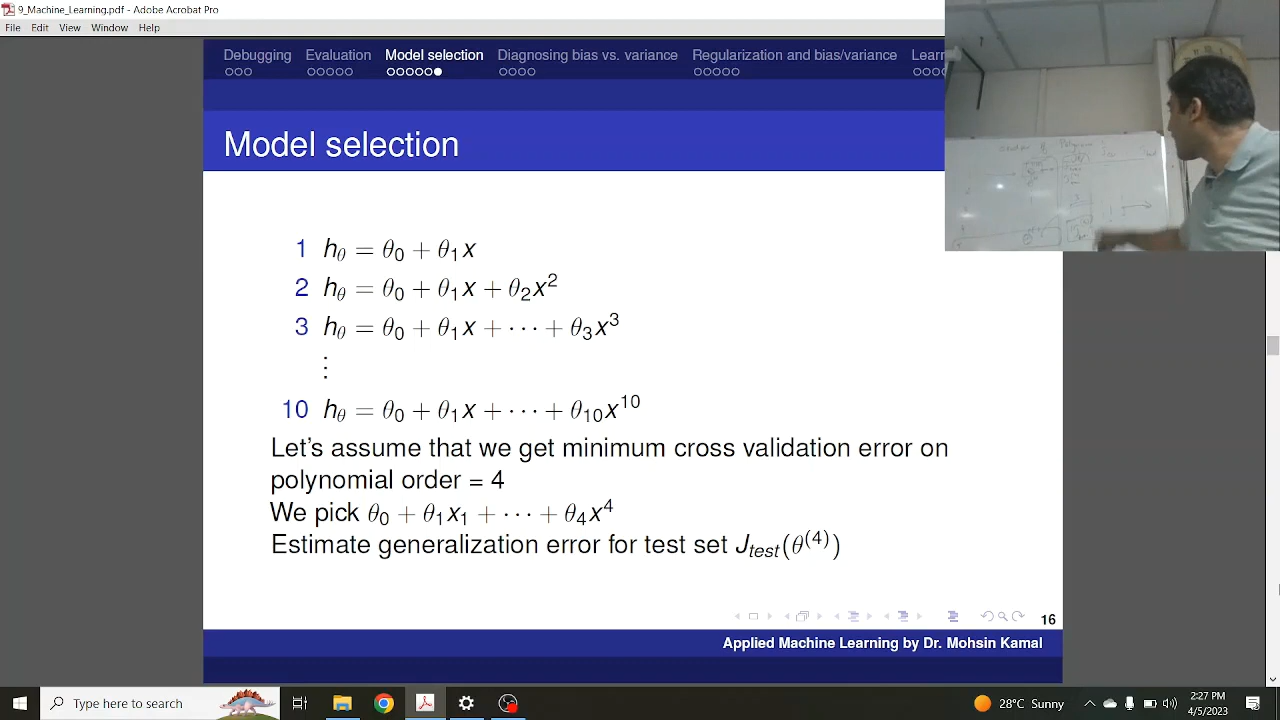 9_Machine_Learning.pdf - Adobe Acrobat Pro
File Edit View Window Help
Debugging Evaluation Model selection Diagnosing bias vs. variance Regularization and bias/variance Learn
Model selection
1 hθ = θ0 + θ1x
2 hθ = θ0 + θ1x + θ2x²
3 hθ = θ0 + θ1x + ··· + θ3x³
⋮
10 hθ = θ0 + θ1x + ··· + θ10x¹⁰
Let's assume that we get minimum cross validation error on
polynomial order = 4
We pick θ0 + θ1x1 + ··· + θ4x⁴
Estimate generalization error for test set Jtest(θ⁽⁴⁾)
16
Applied Machine Learning by Dr. Mohsin Kamal
Type here to search
28°C Sunny
2:27 PM
4/5/2023